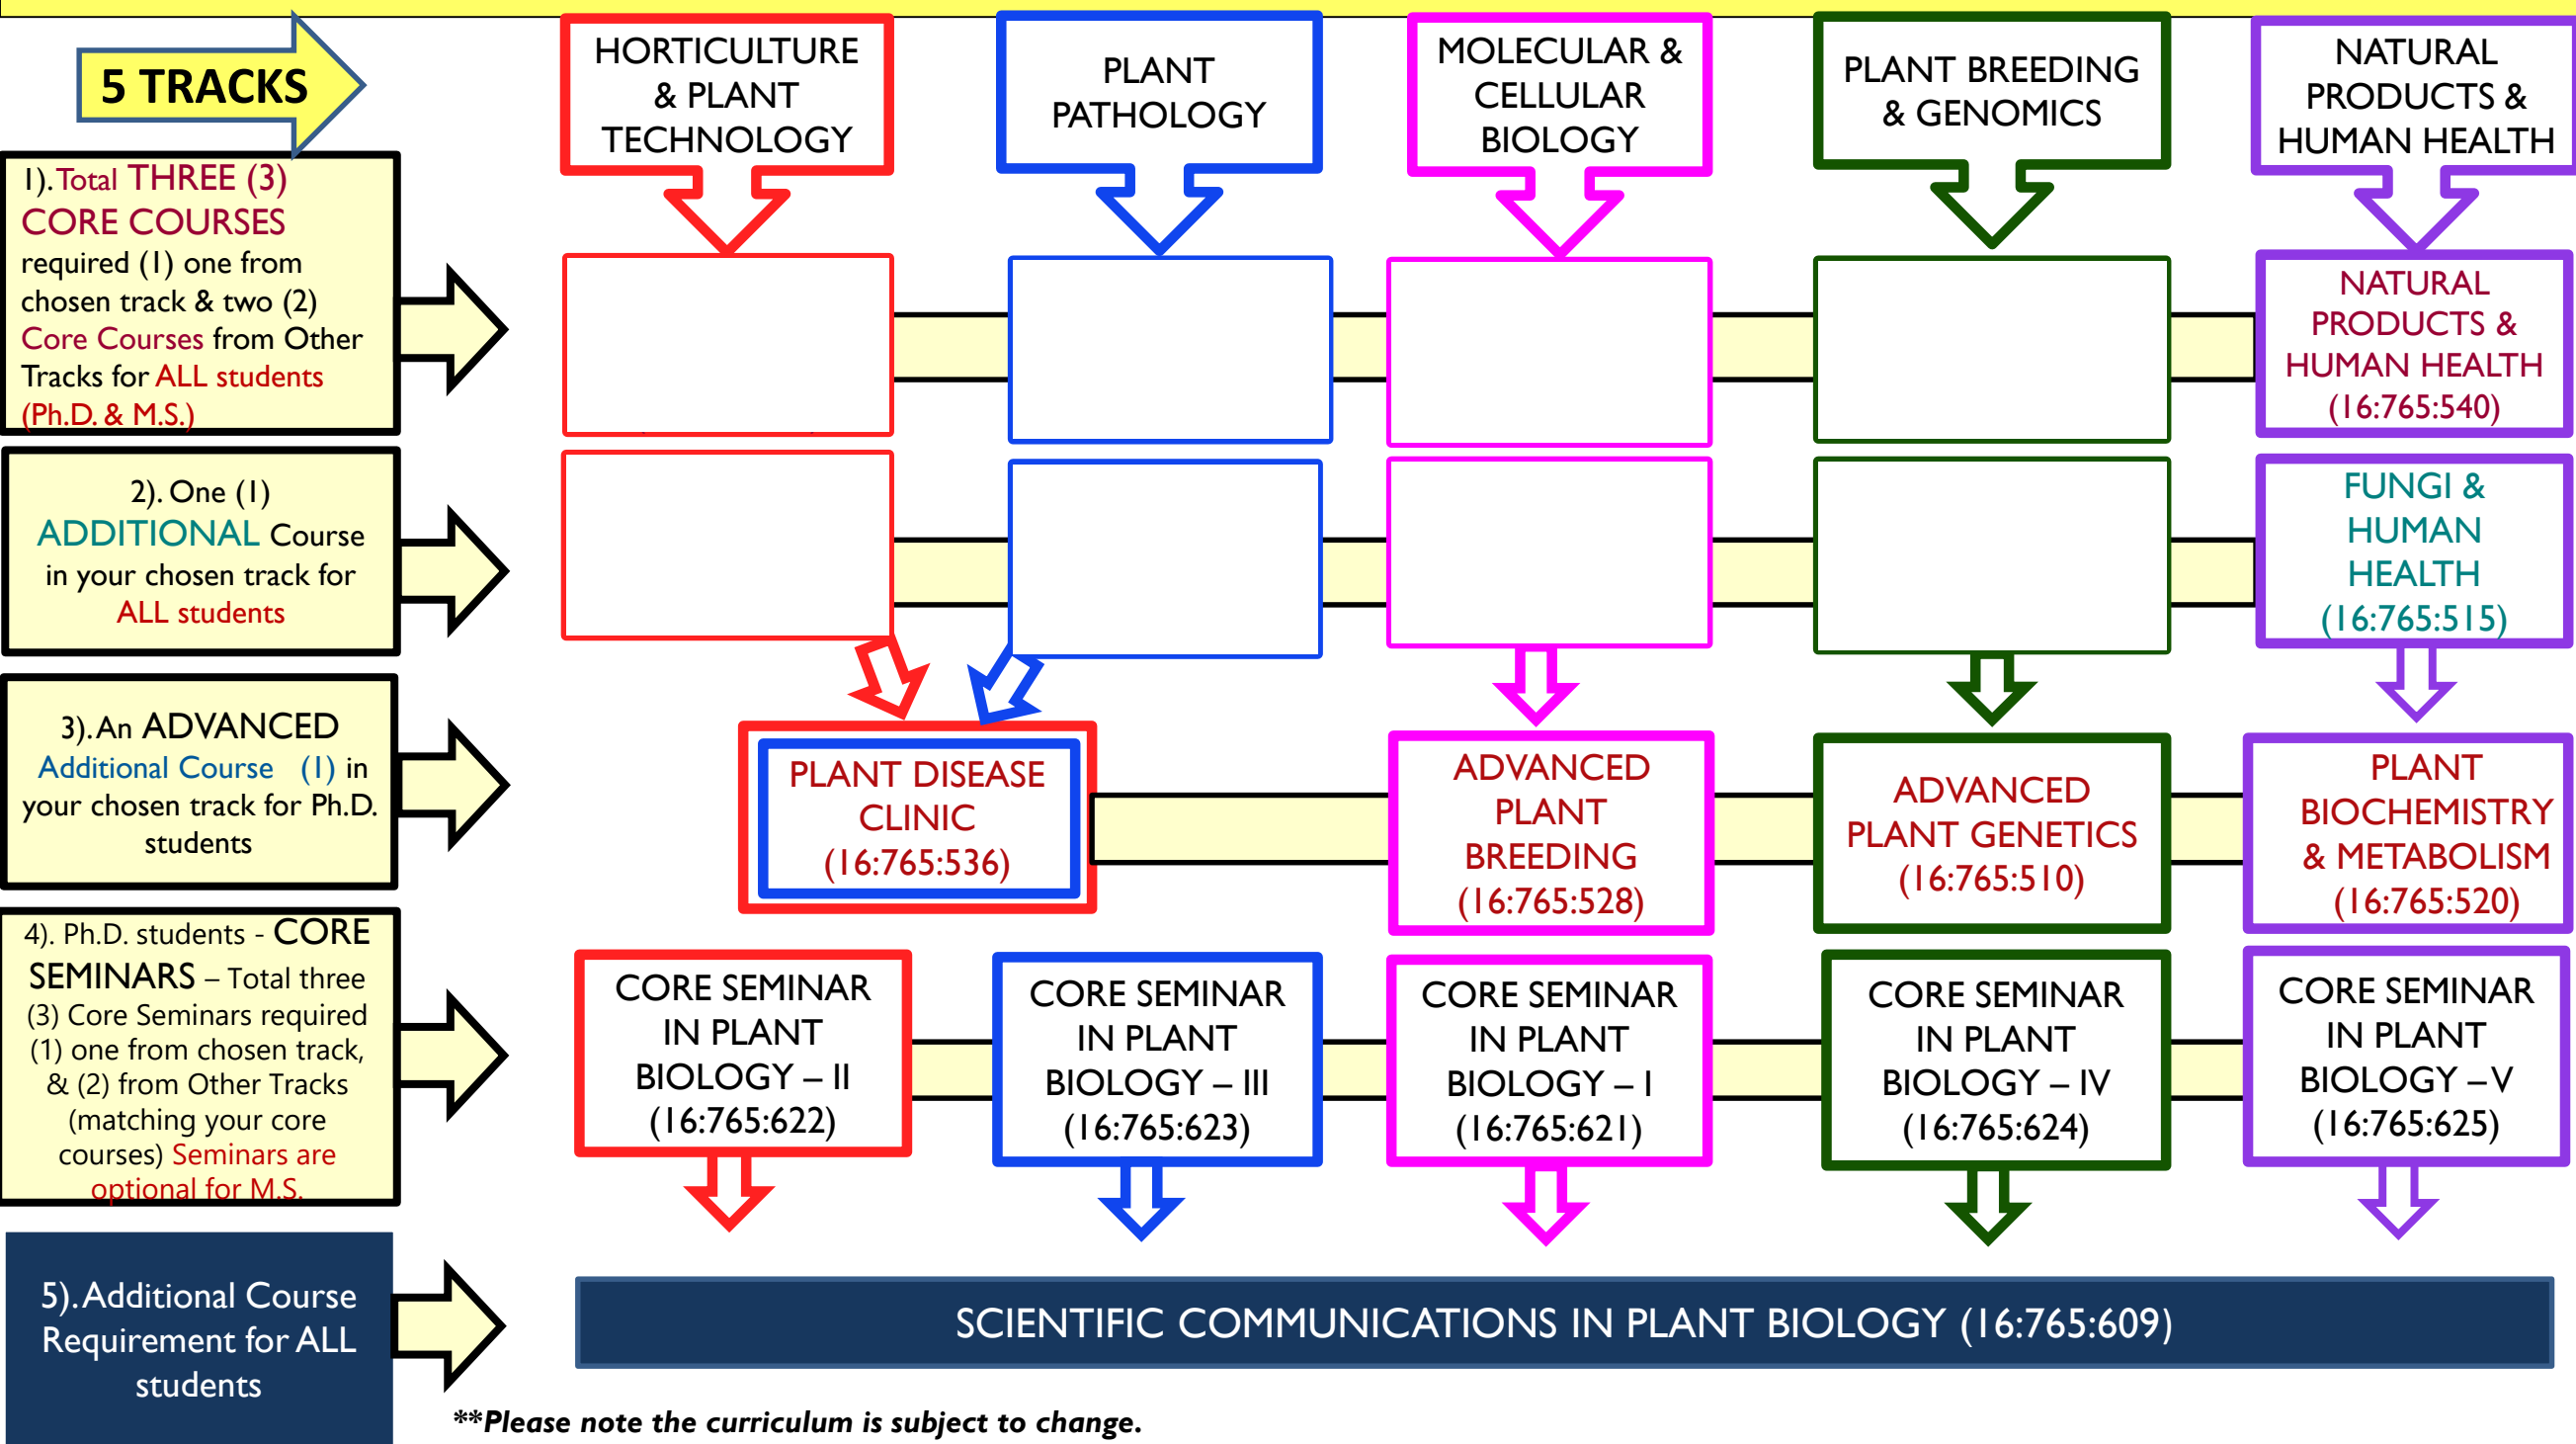 5 TRACKS
HORTICULTURE
& PLANT
TECHNOLOGY
PLANT
PATHOLOGY
MOLECULAR &
CELLULAR
BIOLOGY
PLANT BREEDING
& GENOMICS
NATURAL
PRODUCTS &
HUMAN HEALTH
1). Total THREE (3)
CORE COURSES
required (1) one from
chosen track & two (2)
Core Courses from Other
Tracks for ALL students
(Ph.D. & M.S.)
NATURAL
PRODUCTS &
HUMAN HEALTH
(16:765:540)
2). One (1)
ADDITIONAL Course
in your chosen track for
ALL students
FUNGI &
HUMAN
HEALTH
(16:765:515)
3). An ADVANCED
Additional Course (1) in
your chosen track for Ph.D.
students
PLANT DISEASE
CLINIC
(16:765:536)
ADVANCED
PLANT
BREEDING
(16:765:528)
ADVANCED
PLANT GENETICS
(16:765:510)
PLANT
BIOCHEMISTRY
& METABOLISM
(16:765:520)
4). Ph.D. students - CORE
SEMINARS – Total three
(3) Core Seminars required
(1) one from chosen track,
& (2) from Other Tracks
(matching your core
courses) Seminars are
optional for M.S.
CORE SEMINAR
IN PLANT
BIOLOGY – II
(16:765:622)
CORE SEMINAR
IN PLANT
BIOLOGY – III
(16:765:623)
CORE SEMINAR
IN PLANT
BIOLOGY – I
(16:765:621)
CORE SEMINAR
IN PLANT
BIOLOGY – IV
(16:765:624)
CORE SEMINAR
IN PLANT
BIOLOGY – V
(16:765:625)
5). Additional Course
Requirement for ALL
students
SCIENTIFIC COMMUNICATIONS IN PLANT BIOLOGY (16:765:609)
**Please note the curriculum is subject to change.